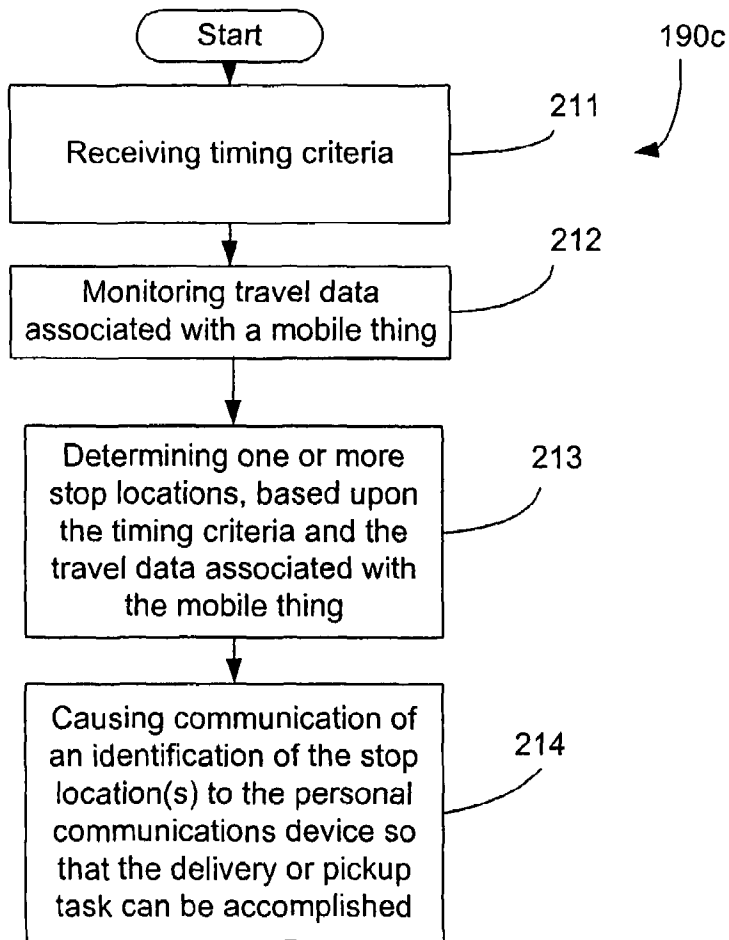 Start
190c
Receiving timing criteria
211
Monitoring travel data
associated with a mobile thing
212
Determining one or more
stop locations, based upon
the timing criteria and the
travel data associated with
the mobile thing
213
Causing communication of
an identification of the stop
location(s) to the personal
communications device so
that the delivery or pickup
task can be accomplished
214